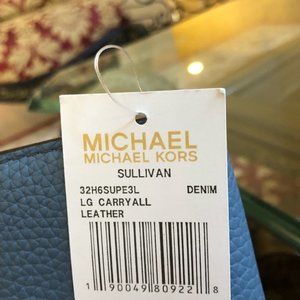 MICHAEL
MICHAEL KORS
SULLIVAN
32H6SUPE3L DENIM
LG CARRYALL
LEATHER
1 90049 80922 8